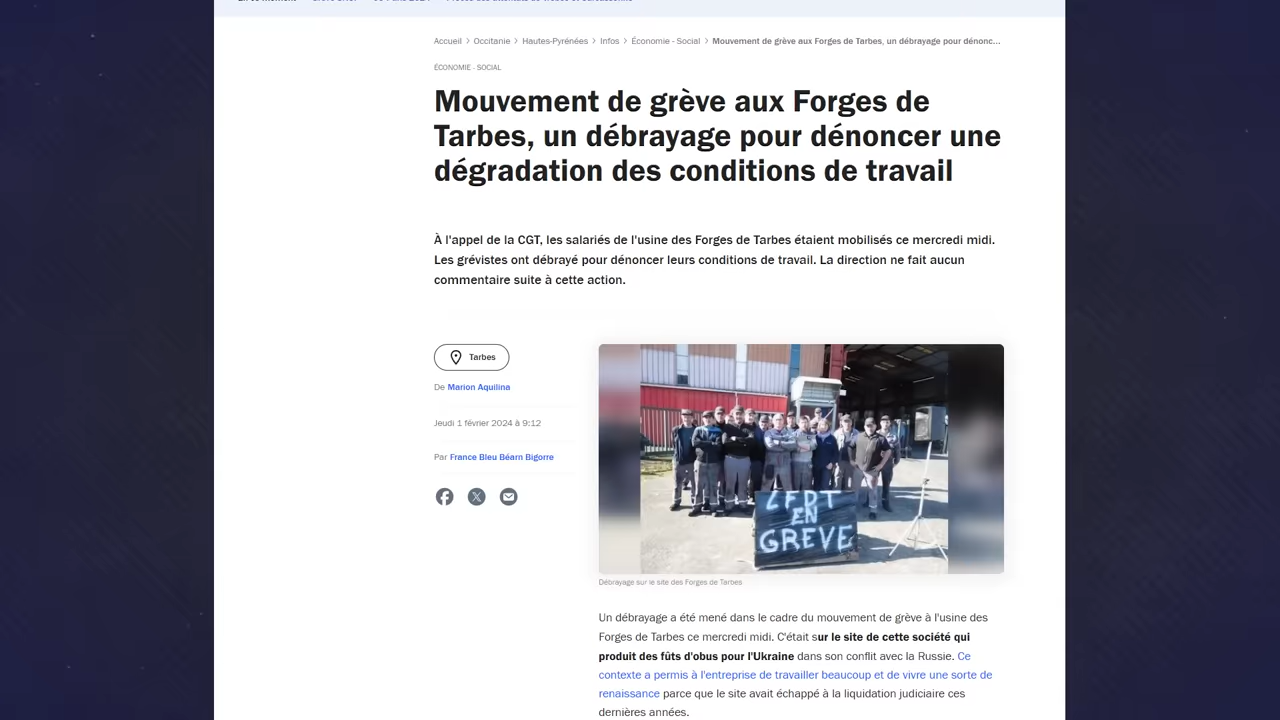 Accueil > Occitanie > Hautes-Pyrénées > Infos > Économie - Social > Mouvement de grève aux Forges de Tarbes, un débrayage pour dénonc...
ÉCONOMIE - SOCIAL
Mouvement de grève aux Forges de
Tarbes, un débrayage pour dénoncer une
dégradation des conditions de travail
À l'appel de la CGT, les salariés de l'usine des Forges de Tarbes étaient mobilisés ce mercredi midi.
Les grévistes ont débrayé pour dénoncer leurs conditions de travail. La direction ne fait aucun
commentaire suite à cette action.
Tarbes
De Marion Aquilina
Jeudi 1 février 2024 à 9:12
Par France Bleu Béarn Bigorre
LFDT
EN
GREVE
Débrayage sur le site des Forges de Tarbes
Un débrayage a été mené dans le cadre du mouvement de grève à l'usine des
Forges de Tarbes ce mercredi midi. C'était sur le site de cette société qui
produit des fûts d'obus pour l'Ukraine dans son conflit avec la Russie. Ce
contexte a permis à l'entreprise de travailler beaucoup et de vivre une sorte de
renaissance parce que le site avait échappé à la liquidation judiciaire ces
dernières années.